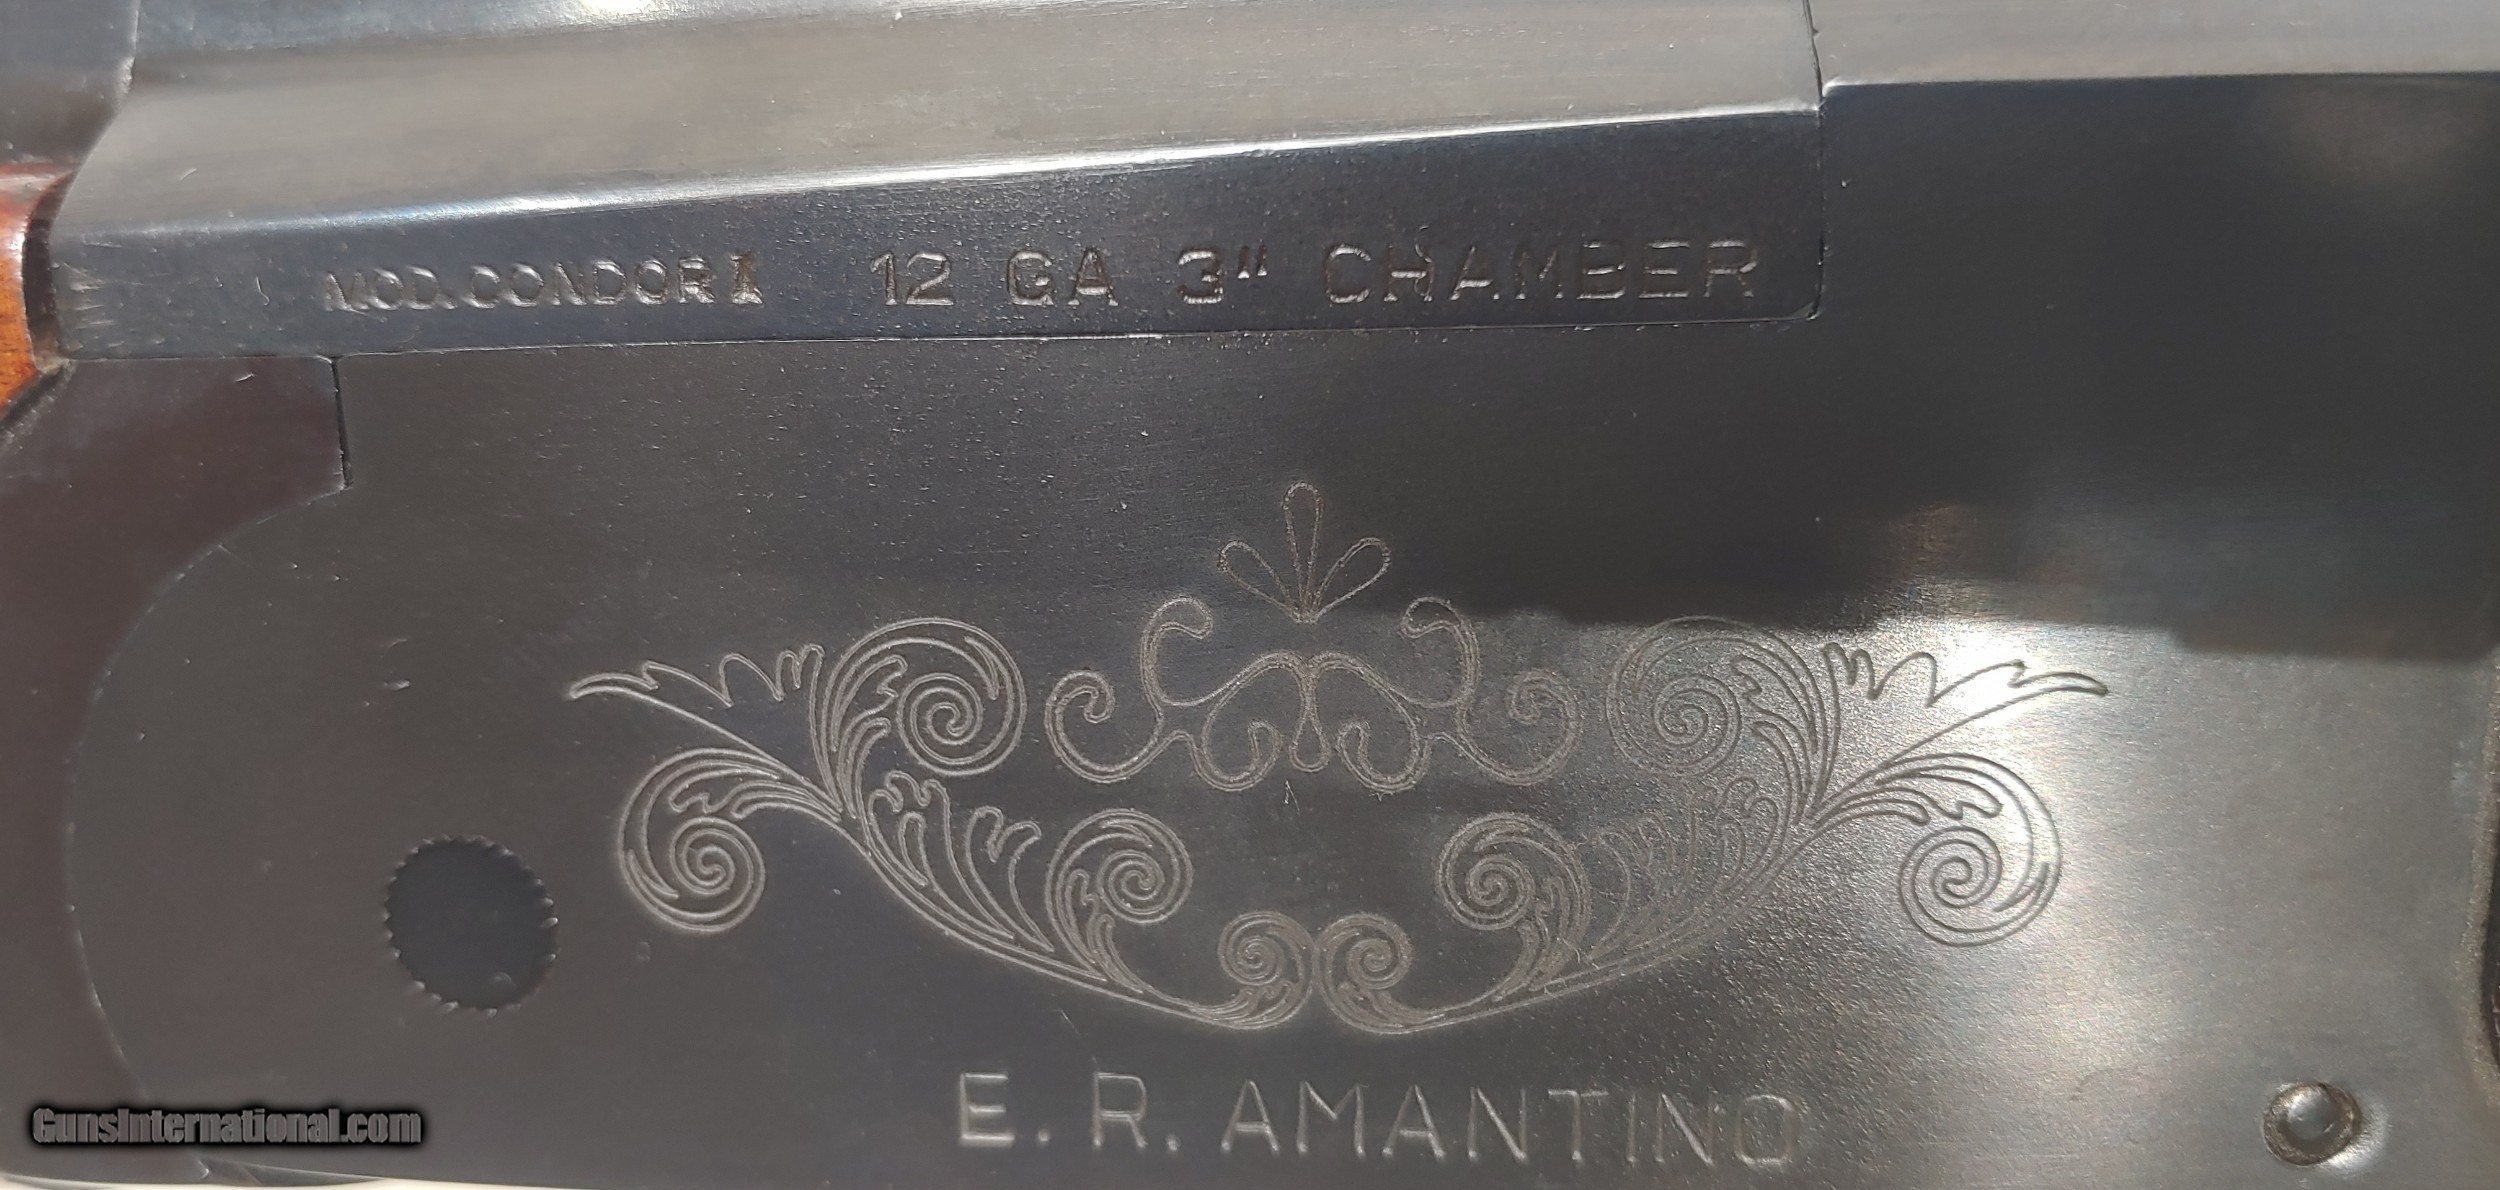 MOD. CONDOR I 12 GA 3" CHAMBER
E. R. AMANTINO
GunsInternational.com